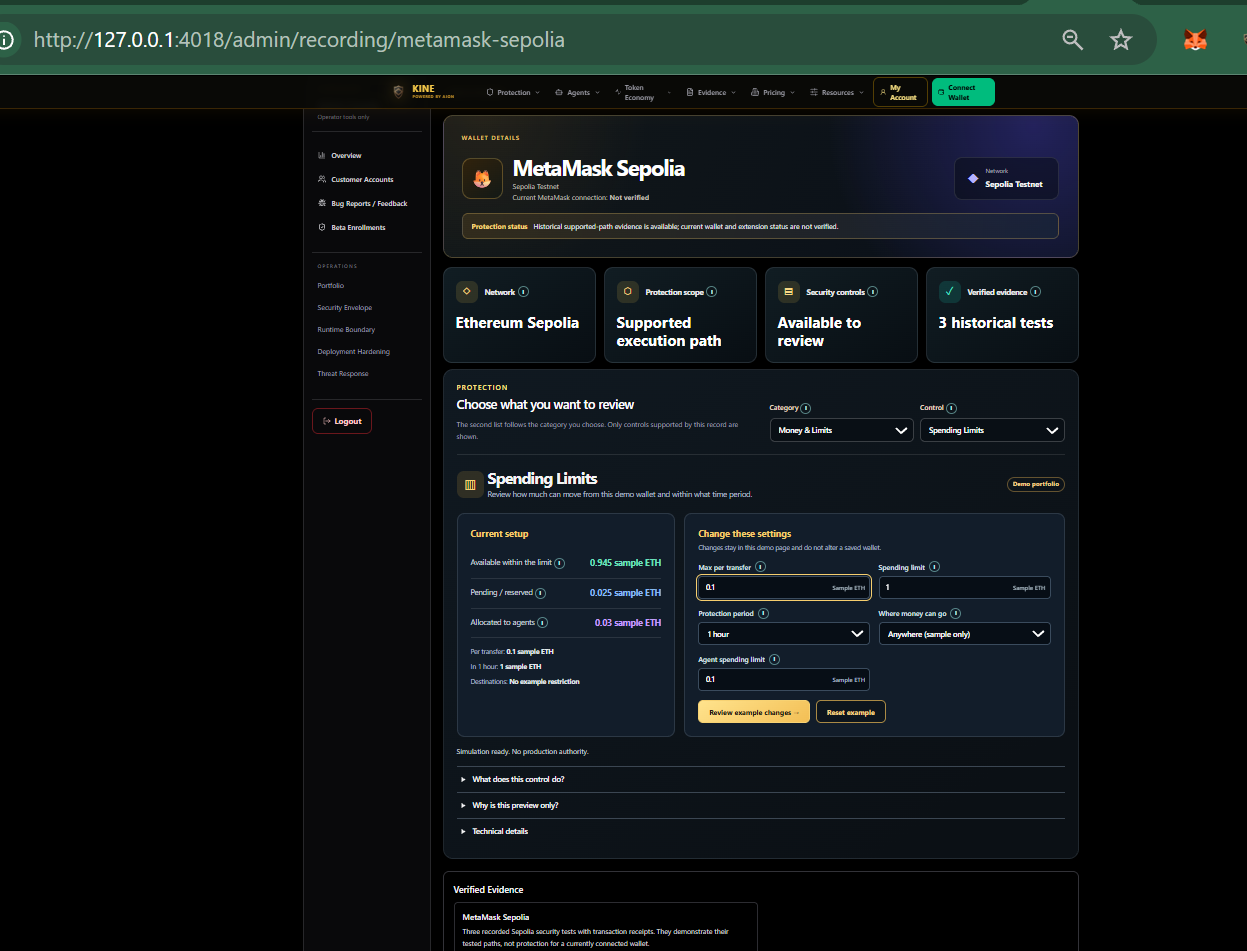 http://127.0.0.1:4018/admin/recording/metamask-sepolia
KINE
POWERED BY AIGN
Protection
Agents
Token
Economy
Evidence
Pricing
Resources
My
Account
Connect
Wallet
Operator tools only
Overview
Customer Accounts
Bug Reports / Feedback
Beta Enrollments
OPERATIONS
Portfolio
Security Envelope
Runtime Boundary
Deployment Hardening
Threat Response
Logout
WALLET DETAILS
MetaMask Sepolia
Sepolia Testnet
Current MetaMask connection: Not verified
Network
Sepolia Testnet
Protection status Historical supported-path evidence is available; current wallet and extension status are not verified.
Network
Ethereum Sepolia
Protection scope
Supported
execution path
Security controls
Available to
review
Verified evidence
3 historical tests
PROTECTION
Choose what you want to review
The second list follows the category you choose. Only controls supported by this record are
shown.
Category
Money & Limits
Control
Spending Limits
Spending Limits
Review how much can move from this demo wallet and within what time period.
Demo portfolio
Current setup
Available within the limit 0.945 sample ETH
Pending / reserved 0.025 sample ETH
Allocated to agents 0.03 sample ETH
Per transfer: 0.1 sample ETH
In 1 hour: 1 sample ETH
Destinations: No example restriction
Change these settings
Changes stay in this demo page and do not alter a saved wallet.
Max per transfer
0.1 Sample ETH
Spending limit
1 Sample ETH
Protection period
1 hour
Where money can go
Anywhere (sample only)
Agent spending limit
0.1 Sample ETH
Review example changes →
Reset example
Simulation ready. No production authority.
What does this control do?
Why is this preview only?
Technical details
Verified Evidence
MetaMask Sepolia
Three recorded Sepolia security tests with transaction receipts. They demonstrate their
tested paths, not protection for a currently connected wallet.